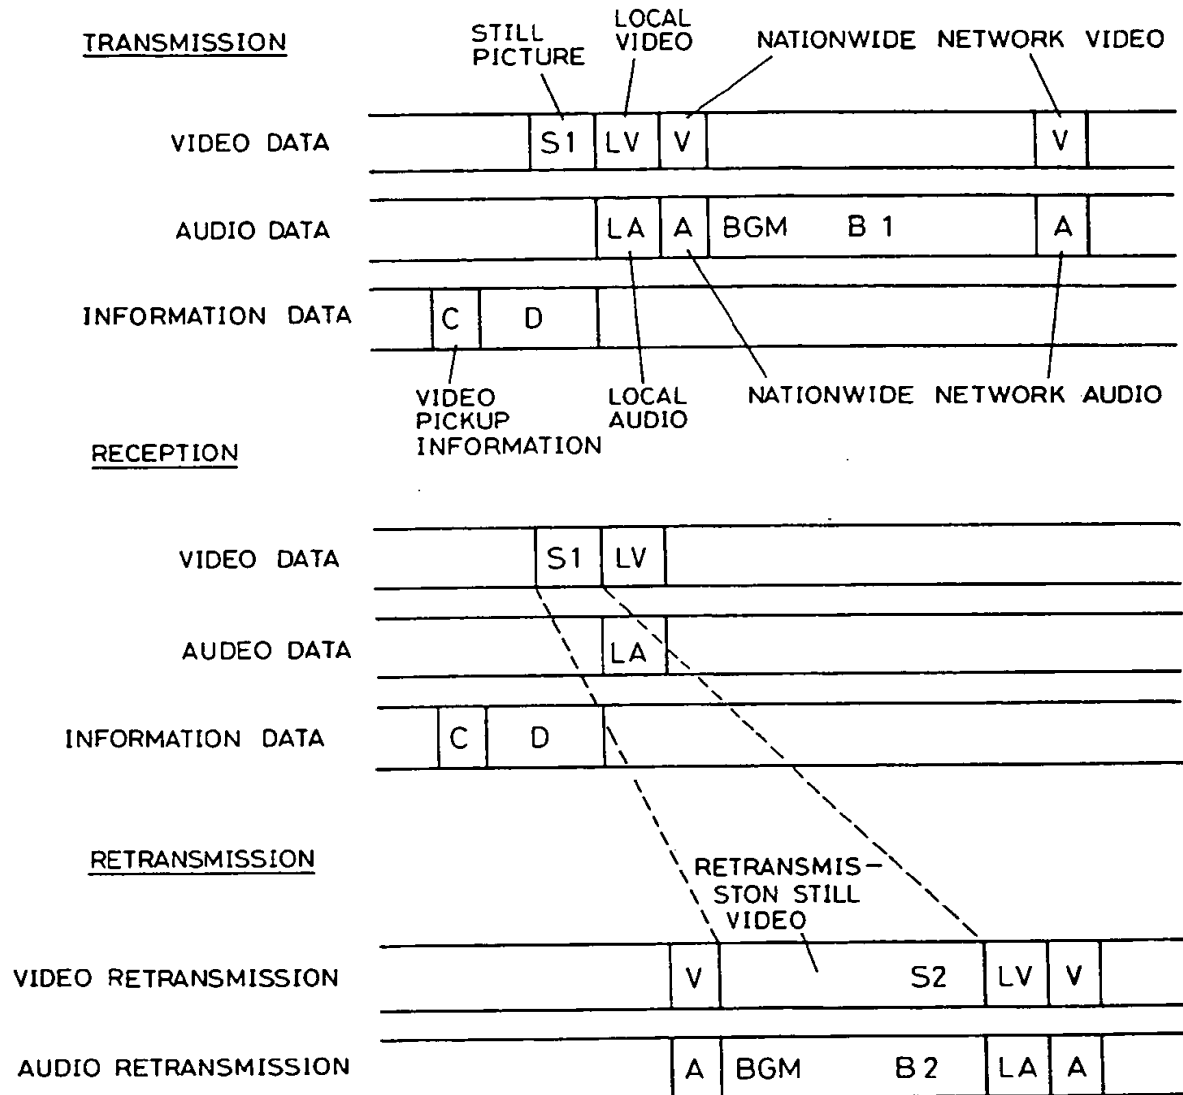 TRANSMISSION
STILL
PICTURE
LOCAL
VIDEO
NATIONWIDE NETWORK VIDEO
VIDEO DATA
S1 LV V V
AUDIO DATA
LA A BGM B 1 A
INFORMATION DATA
C D
VIDEO
PICKUP
INFORMATION
LOCAL
AUDIO
NATIONWIDE NETWORK AUDIO
RECEPTION
VIDEO DATA
S1 LV
AUDEO DATA
LA
INFORMATION DATA
C D
RETRANSMISSION
RETRANSMIS-
STON STILL
VIDEO
VIDEO RETRANSMISSION
V S2 LV V
AUDIO RETRANSMISSION
A BGM B2 LA A